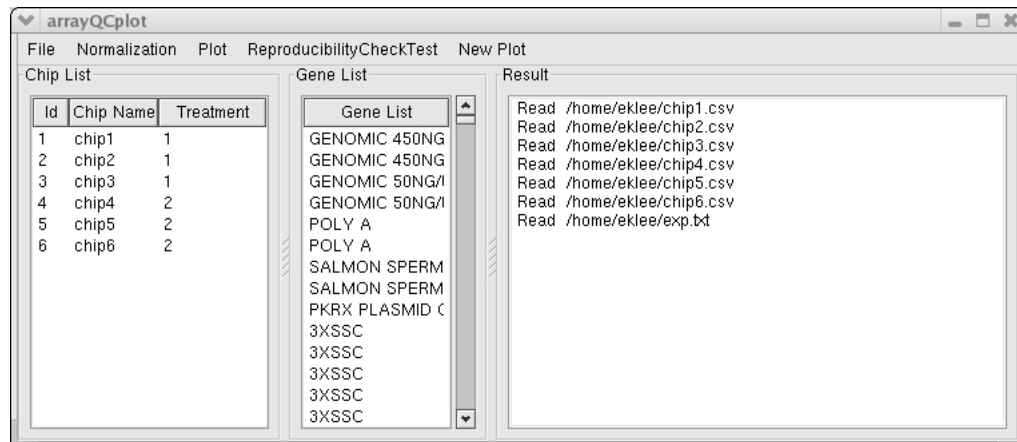 arrayQCplot
File Normalization Plot ReproducibilityCheckTest New Plot
Chip List
Id Chip Name Treatment
1 chip1 1
2 chip2 1
3 chip3 1
4 chip4 2
5 chip5 2
6 chip6 2
Gene List
Gene List
GENOMIC 450NG
GENOMIC 450NG
GENOMIC 50NG/
GENOMIC 50NG/
POLY A
POLY A
SALMON SPERM
SALMON SPERM
PKRX PLASMID
3XSSC
3XSSC
3XSSC
3XSSC
3XSSC
Result
Read /home/eklee/chip1.csv
Read /home/eklee/chip2.csv
Read /home/eklee/chip3.csv
Read /home/eklee/chip4.csv
Read /home/eklee/chip5.csv
Read /home/eklee/chip6.csv
Read /home/eklee/exp.txt